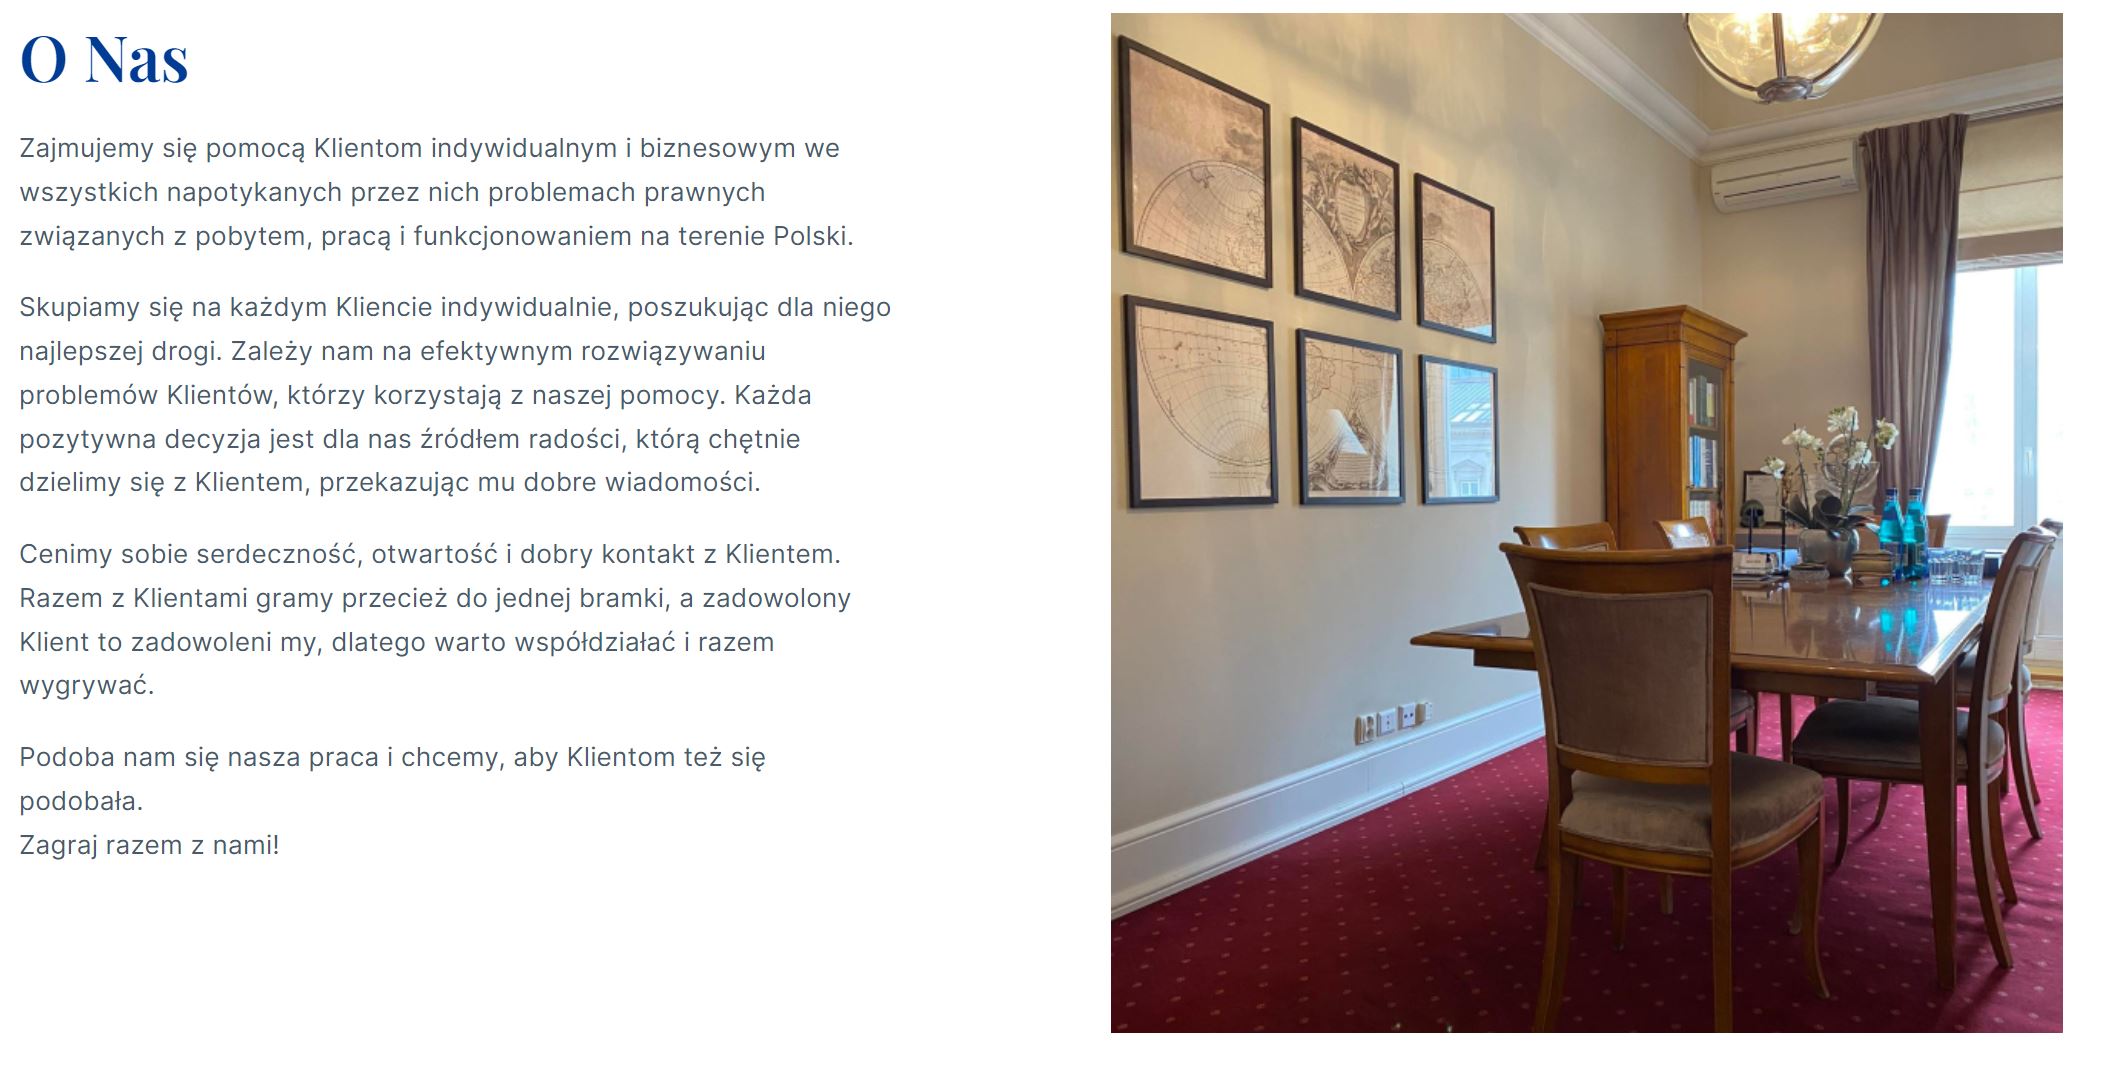 O Nas
Zajmujemy się pomocą Klientom indywidualnym i biznesowym we
wszystkich napotykanych przez nich problemach prawnych
związanych z pobytem, pracą i funkcjonowaniem na terenie Polski.
Skupiamy się na każdym Kliencie indywidualnie, poszukując dla niego
najlepszej drogi. Zależy nam na efektywnym rozwiązywaniu
problemów Klientów, którzy korzystają z naszej pomocy. Każda
pozytywna decyzja jest dla nas źródłem radości, którą chętnie
dzielimy się z Klientem, przekazując mu dobre wiadomości.
Cenimy sobie serdeczność, otwartość i dobry kontakt z Klientem.
Razem z Klientami gramy przecież do jednej bramki, a zadowolony
Klient to zadowoleni my, dlatego warto współdziałać i razem
wygrywać.
Podoba nam się nasza praca i chcemy, aby Klientom też się
podobała.
Zagraj razem z nami!